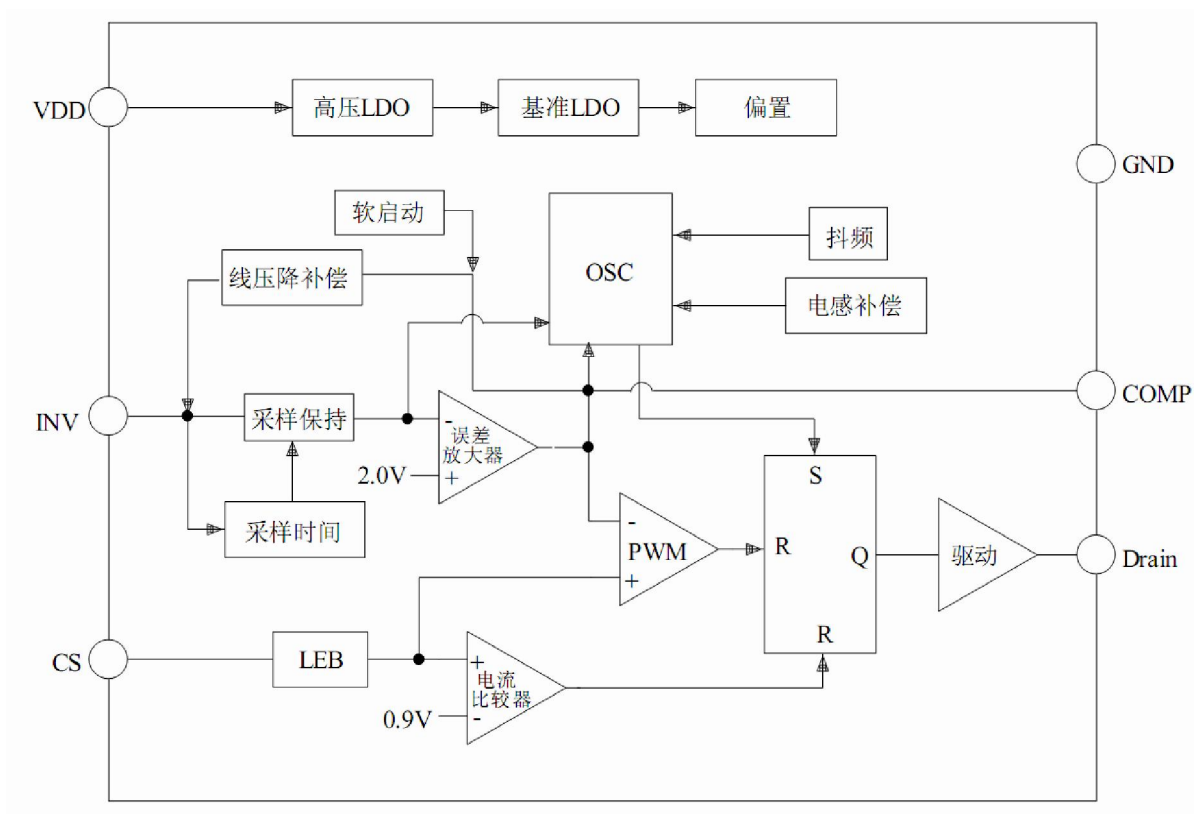 VDD
高压LDO
基准LDO
偏置
GND
软启动
抖频
OSC
线压降补偿
电感补偿
COMP
INV
采样保持
-
误差
放大器
2.0V
+
采样时间
S
-
PWM
+
R
Q
驱动
Drain
R
CS
LEB
+
电流
比较器
0.9V
-